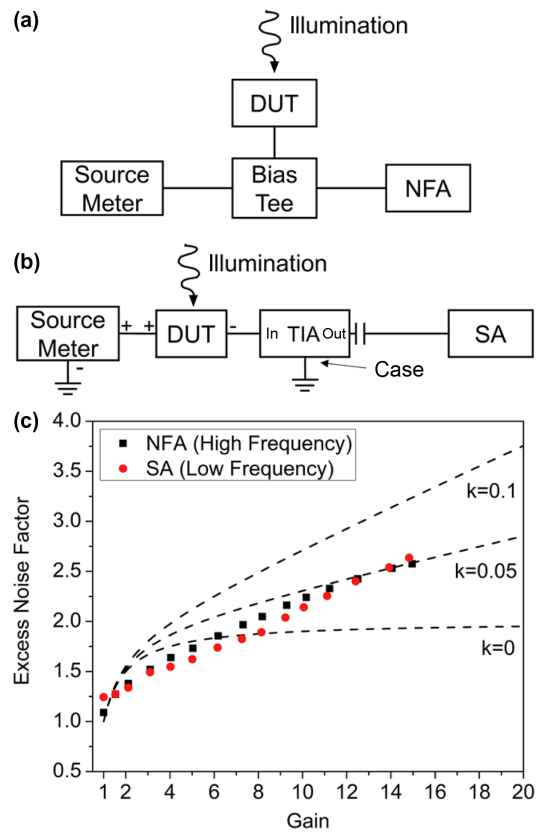 (a)
Illumination
DUT
Source
Meter
Bias
Tee
NFA
(b)
Illumination
Source
Meter
+ +
DUT
-
In TIA Out
SA
-
Case
(c)
4.0
3.5
3.0
2.5
2.0
1.5
1.0
0.5
Excess Noise Factor
NFA (High Frequency)
SA (Low Frequency)
k=0.1
k=0.05
k=0
1 2 4 6 8 10 12 14 16 18 20
Gain